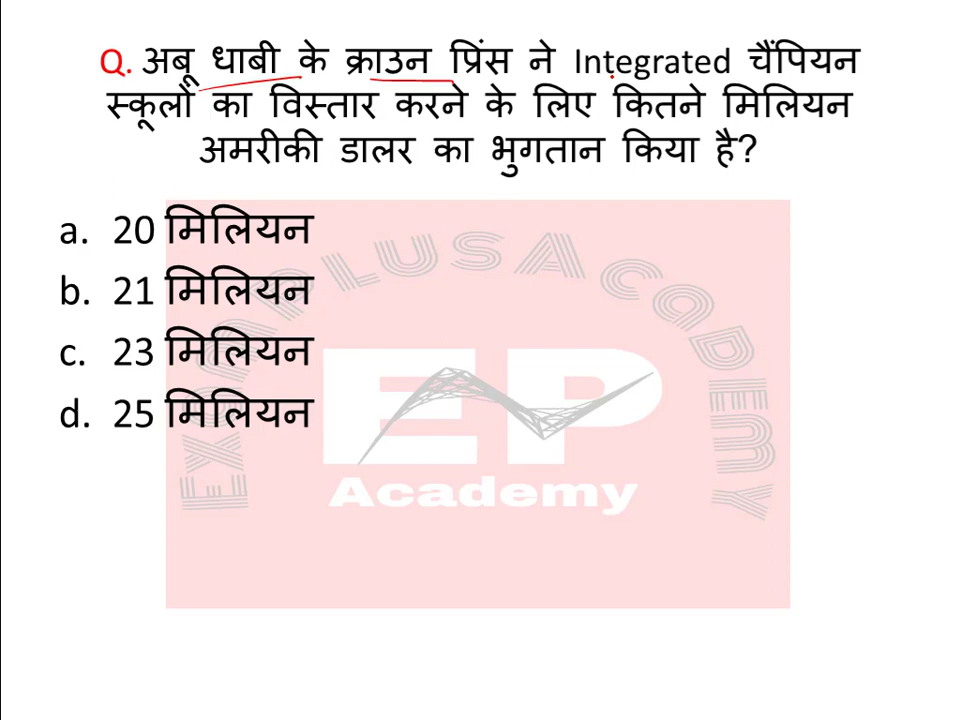 Q. अबू धाबी के क्राउन प्रिंस ने Integrated चैंपियन
स्कूलों का विस्तार करने के लिए कितने मिलियन
अमरीकी डालर का भुगतान किया है?
a. 20 मिलियन
b. 21 मिलियन
c. 23 मिलियन
d. 25 मिलियन
EXAMPLUSACADEMY
EP
Academy